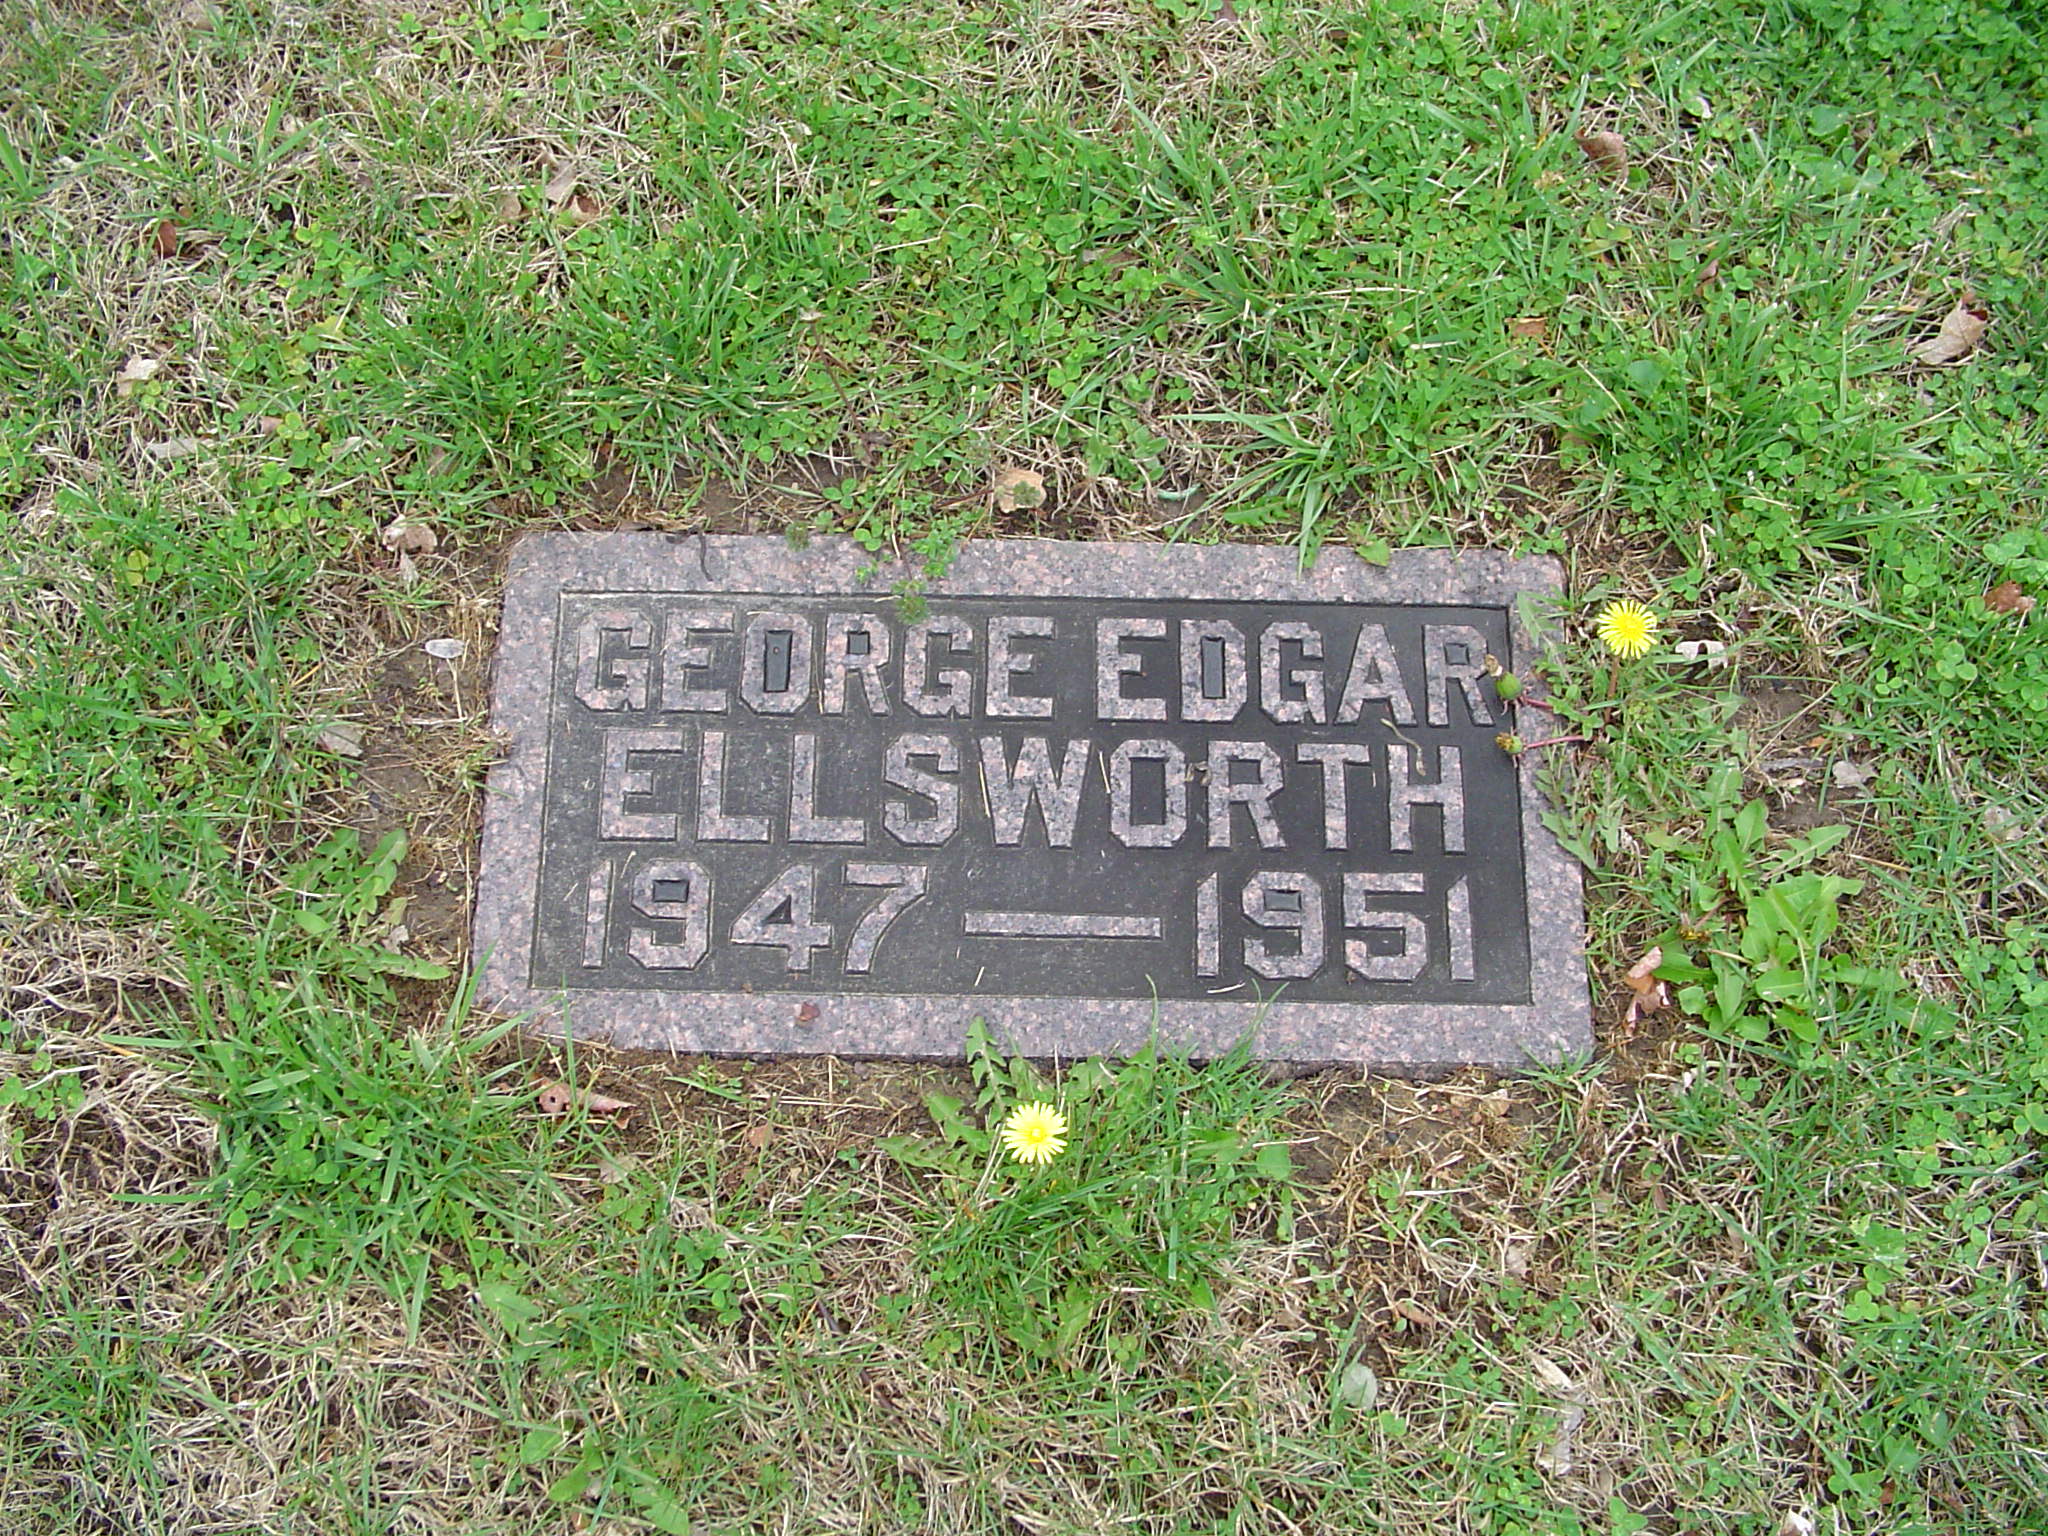 GEORGE EDGAR
ELLSWORTH
1947 — 1951